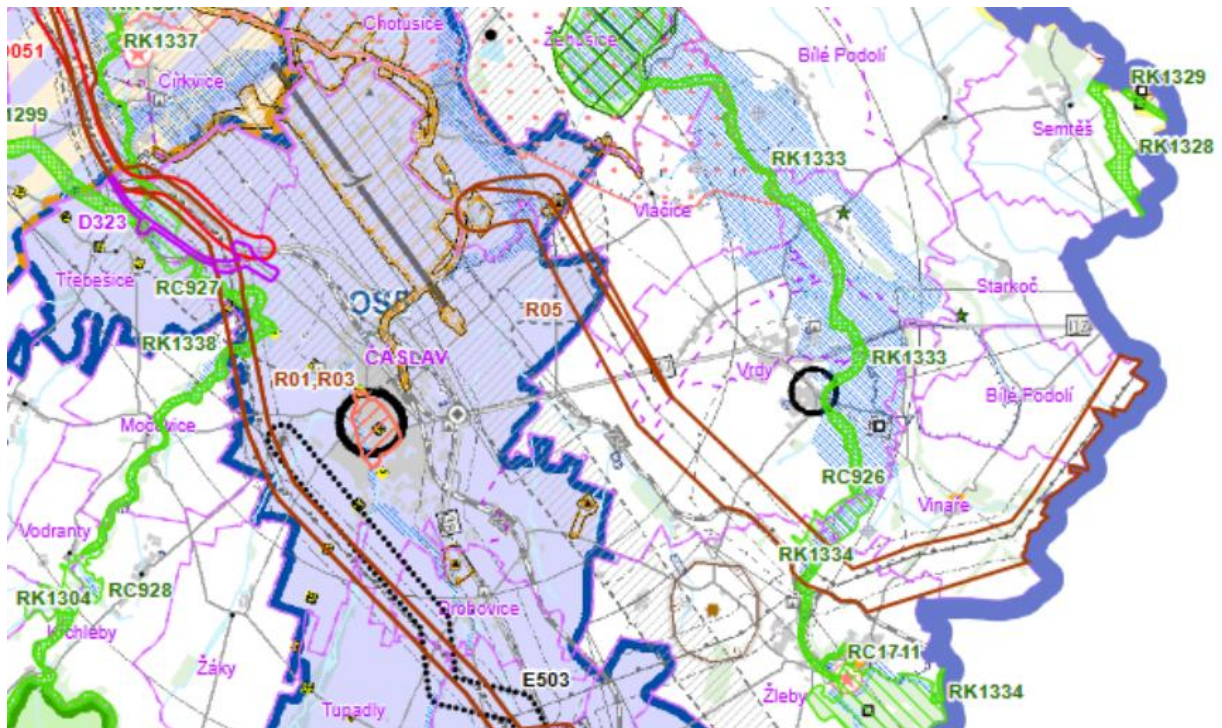 Chotusice
RK1337
0051
Církvice
Žehušice
Bílé Podolí
RK1329
1299
Semtěš
RK1328
RK1333
D323
Vlačice
Třebešice
RC927
Starkoč
R05
RK1338
ČÁSLAV
RK1333
R01,R03
Vrdy
Bílé Podolí
Močovice
RC926
Vinaře
Vodranty
RK1334
RC928
RK1304
Drobovice
Krchleby
Žáky
E503
RC1711
RK1334
Tupadly
Žleby